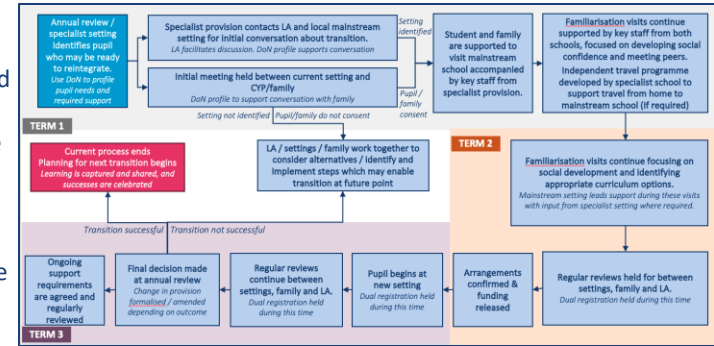 d
e
e
Annual review /
specialist setting
identifies pupil
who may be ready
to reintegrate.
Use DoN to profile
pupil needs and
required support
Specialist provision contacts LA and local mainstream
setting for initial conversation about transition.
LA facilitates discussion. DoN profile supports conversation
Setting
identified
Initial meeting held between current setting and
CYP/family
DoN profile to support conversation with family
Pupil /
family
consent
Student and family
are supported to
visit mainstream
school accompanied
by key staff from
specialist provision.
Familiarisation visits continue
supported by key staff from both
schools, focused on developing social
confidence and meeting peers.
Independent travel programme
developed by specialist school to
support travel from home to
mainstream school (if required)
TERM 1
Setting not identified
Pupil/family do not consent
Current process ends
Planning for next transition begins
Learning is captured and shared, and
successes are celebrated
LA / settings / family work together to
consider alternatives / identify and
implement steps which may enable
transition at future point
TERM 2
Familiarisation visits continue focusing on
social development and identifying
appropriate curriculum options.
Mainstream setting leads support during these visits
with input from specialist setting where required.
Transition successful
Transition not successful
Ongoing
support
requirements
are agreed and
regularly
reviewed
Final decision made
at annual review
Change in provision
formalised / amended
depending on outcome
Regular reviews
continue between
settings, family and LA.
Dual registration held
during this time
Pupil begins at
new setting
Dual registration held
during this time
Arrangements
confirmed &
funding
released
Regular reviews held for between
settings, family and LA.
Dual registration held during this time
TERM 3